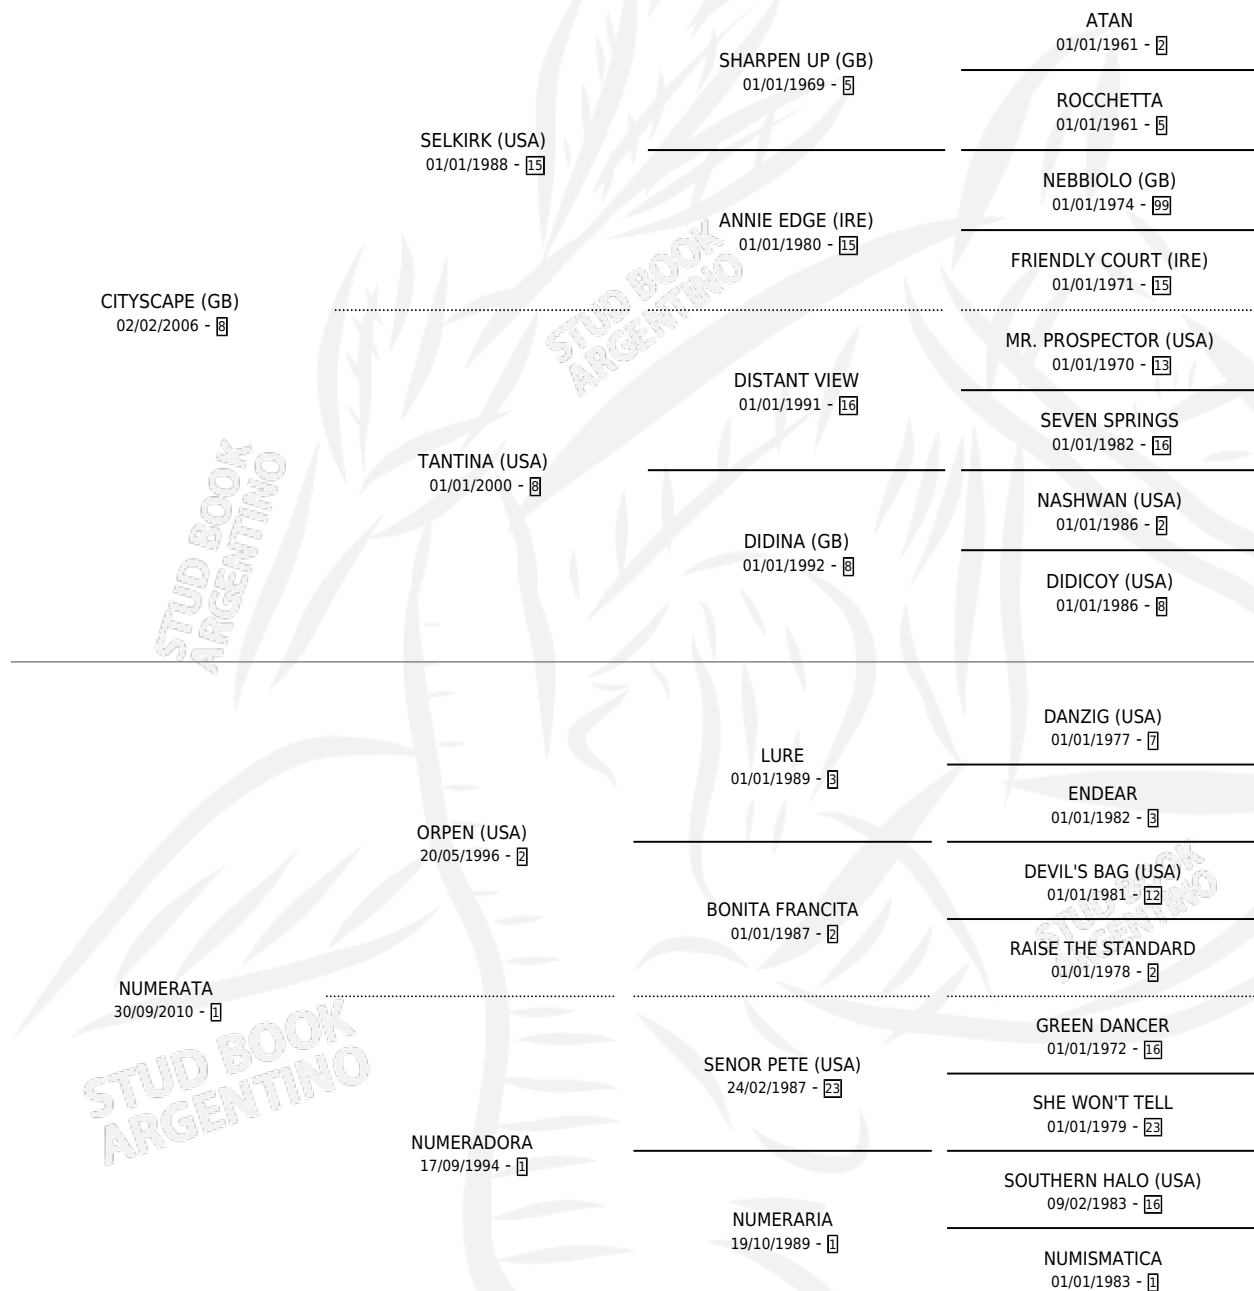 ATAN
01/01/1961 - 2
SHARPEN UP (GB)
01/01/1969 - 5
ROCCHETTA
01/01/1961 - 5
SELKIRK (USA)
01/01/1988 - 15
NEBBIOLO (GB)
01/01/1974 - 99
ANNIE EDGE (IRE)
01/01/1980 - 15
FRIENDLY COURT (IRE)
01/01/1971 - 15
CITYSCAPE (GB)
02/02/2006 - 8
MR. PROSPECTOR (USA)
01/01/1970 - 13
DISTANT VIEW
01/01/1991 - 16
SEVEN SPRINGS
01/01/1982 - 16
TANTINA (USA)
01/01/2000 - 8
NASHWAN (USA)
01/01/1986 - 2
DIDINA (GB)
01/01/1992 - 8
DIDICOY (USA)
01/01/1986 - 8
DANZIG (USA)
01/01/1977 - 7
LURE
01/01/1989 - 3
ENDEAR
01/01/1982 - 3
ORPEN (USA)
20/05/1996 - 2
DEVIL'S BAG (USA)
01/01/1981 - 12
BONITA FRANCITA
01/01/1987 - 2
RAISE THE STANDARD
01/01/1978 - 2
NUMERATA
30/09/2010 - 1
GREEN DANCER
01/01/1972 - 16
SENOR PETE (USA)
24/02/1987 - 23
SHE WON'T TELL
01/01/1979 - 23
NUMERADORA
17/09/1994 - 1
SOUTHERN HALO (USA)
09/02/1983 - 16
NUMERARIA
19/10/1989 - 1
NUMISMATICA
01/01/1983 - 1
STUD BOOK
ARGENTINO
STUD BOOK
ARGENTINO
STUD BOOK
ARGENTINO
STUD BOOK
ARGENTINO